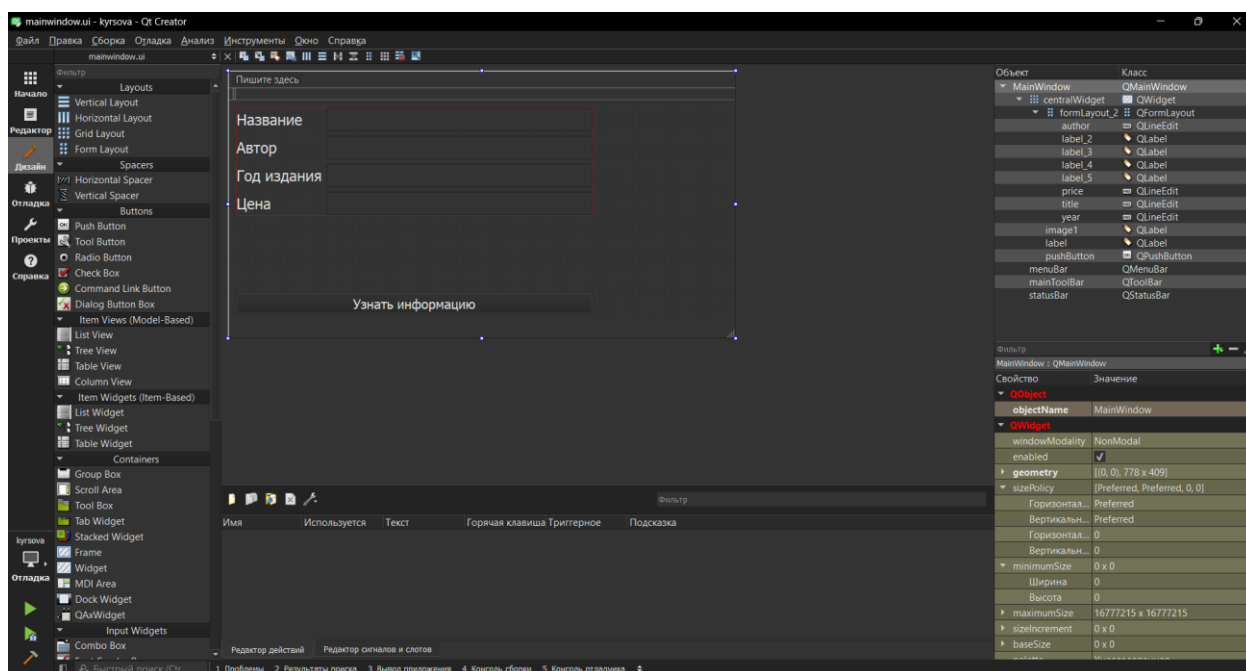 mainwindow.ui - kyrsova - Qt Creator
Файл Правка Сборка Отладка Анализ Инструменты Окно Справка
mainwindow.ui
Начало
Редактор
Дизайн
Отладка
Проекты
Справка
kyrsova
Отладка
Фильтр
Layouts
Vertical Layout
Horizontal Layout
Grid Layout
Form Layout
Spacers
Horizontal Spacer
Vertical Spacer
Buttons
Push Button
Tool Button
Radio Button
Check Box
Command Link Button
Dialog Button Box
Item Views (Model-Based)
List View
Tree View
Table View
Column View
Item Widgets (Item-Based)
List Widget
Tree Widget
Table Widget
Containers
Group Box
Scroll Area
Tool Box
Tab Widget
Stacked Widget
Frame
Widget
MDI Area
Dock Widget
QAxWidget
Input Widgets
Combo Box
Пишите здесь
Название
Автор
Год издания
Цена
Узнать информацию
Фильтр
Имя Используется Текст Горячая клавиша Триггерное Подсказка
Редактор действий Редактор сигналов и слотов
Объект Класс
MainWindow QMainWindow
centralWidget QWidget
formLayout_2 QFormLayout
author QLineEdit
label_2 QLabel
label_3 QLabel
label_4 QLabel
label_5 QLabel
price QLineEdit
title QLineEdit
year QLineEdit
image1 QLabel
label QLabel
pushButton QPushButton
menuBar QMenuBar
mainToolBar QToolBar
statusBar QStatusBar
Фильтр
MainWindow : QMainWindow
Свойство Значение
QObject
objectName MainWindow
QWidget
windowModality NonModal
enabled
geometry [(0, 0), 778 x 409]
sizePolicy [Preferred, Preferred, 0, 0]
Горизонтал... Preferred
Вертикальн... Preferred
Горизонтал... 0
Вертикальн... 0
minimumSize 0 x 0
Ширина 0
Высота 0
maximumSize 16777215 x 16777215
sizeIncrement 0 x 0
baseSize 0 x 0
Быстрый поиск (Ctr
1 Проблемы 2 Результаты поиска 3 Вывод приложения 4 Консоль сборки 5 Консоль отладчика